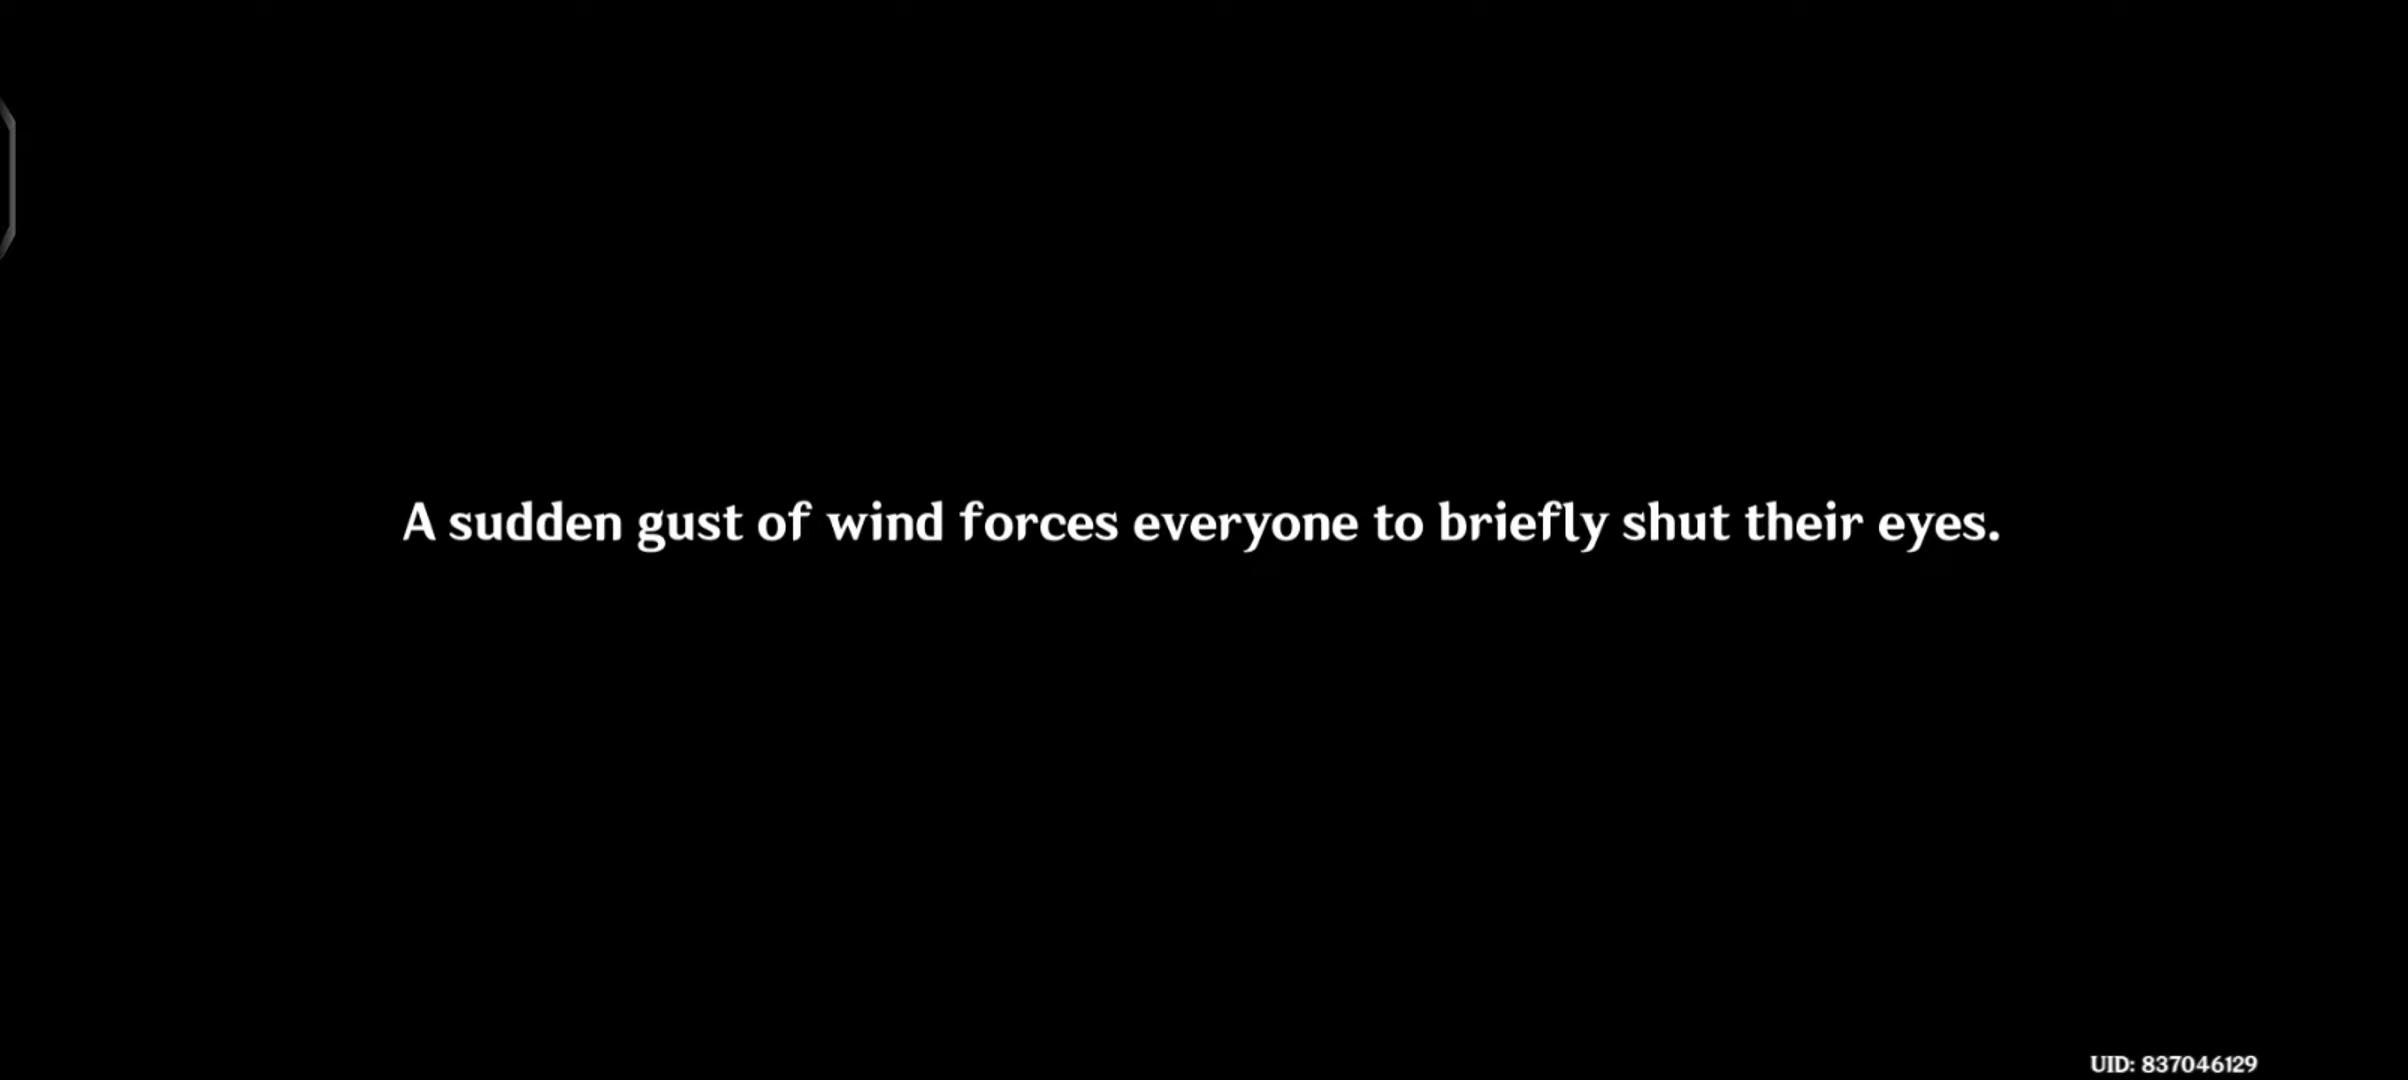 A sudden gust of wind forces everyone to briefly shut their eyes.
UID: 837046129